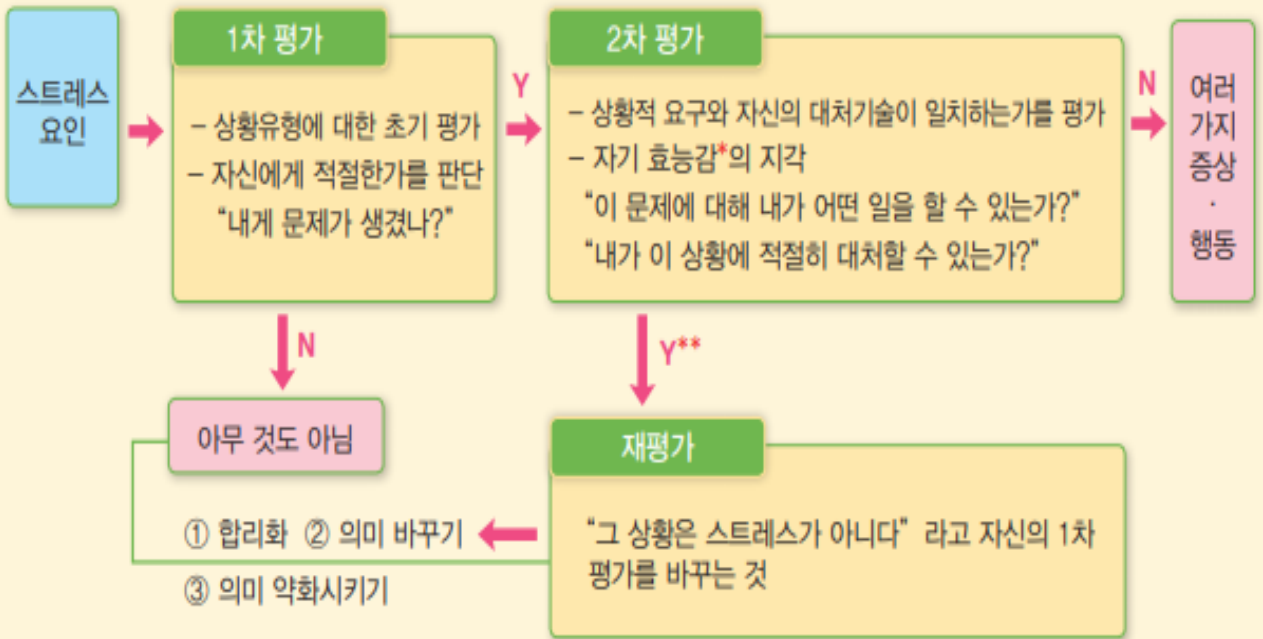 스트레스
요인
1차 평가
– 상황유형에 대한 초기 평가
– 자신에게 적절한가를 판단
“내게 문제가 생겼나?”
Y
2차 평가
– 상황적 요구와 자신의 대처기술이 일치하는가를 평가
– 자기 효능감*의 지각
“이 문제에 대해 내가 어떤 일을 할 수 있는가?”
“내가 이 상황에 적절히 대처할 수 있는가?”
N
여러
가지
증상
·
행동
N
Y**
아무 것도 아님
재평가
“그 상황은 스트레스가 아니다” 라고 자신의 1차
평가를 바꾸는 것
① 합리화 ② 의미 바꾸기
③ 의미 약화시키기